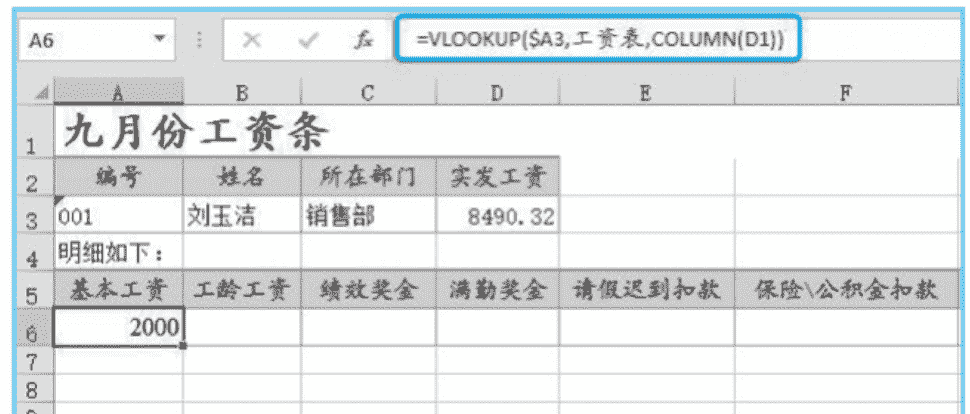 A6 fx =VLOOKUP($A3,工资表,COLUMN(D1))
A B C D E F
1 九月份工资条
2 编号 姓名 所在部门 实发工资
3 001 刘玉洁 销售部 8490.32
4 明细如下：
5 基本工资 工龄工资 绩效奖金 满勤奖金 请假迟到扣款 保险\公积金扣款
6 2000
7
8